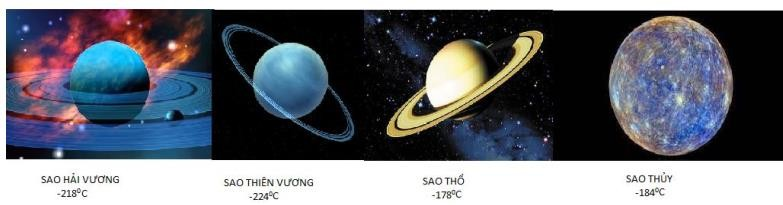 SAO HẢI VƯƠNG
-218⁰C
SAO THIÊN VƯƠNG
-224⁰C
SAO THỔ
-178⁰C
SAO THỦY
-184⁰C